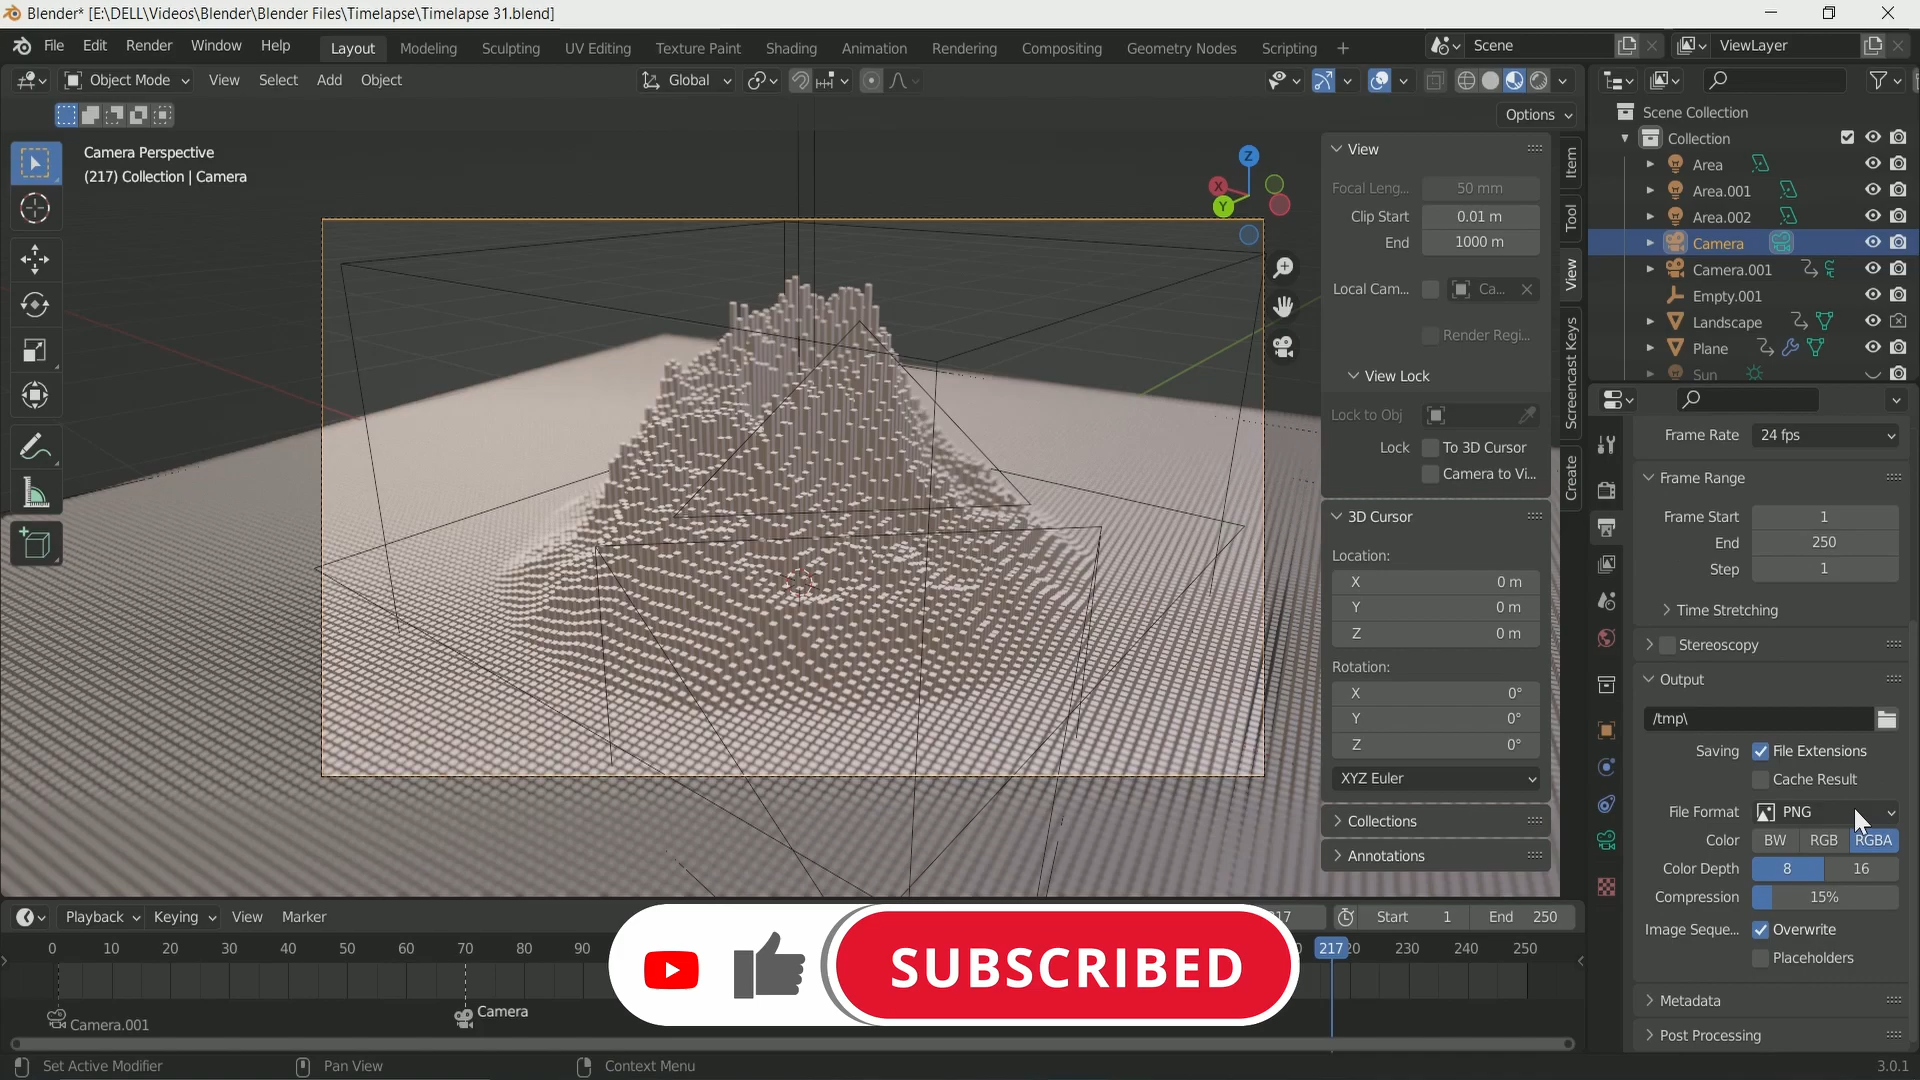 Blender* [E:\DELL\Videos\Blender\Blender Files\Timelapse\Timelapse 31.blend]
File Edit Render Window Help Layout Modeling Sculpting UV Editing Texture Paint Shading Animation Rendering Compositing Geometry Nodes Scripting + Scene ViewLayer
Object Mode View Select Add Object Global
Options
Camera Perspective
(217) Collection | Camera
Z
X
Y
View
Focal Leng... 50 mm
Clip Start 0.01 m
End 1000 m
Local Cam... Ca...
Render Regi...
View Lock
Lock to Obj
Lock To 3D Cursor
Camera to Vi...
3D Cursor
Location:
X 0 m
Y 0 m
Z 0 m
Rotation:
X 0°
Y 0°
Z 0°
XYZ Euler
Collections
Annotations
Item
Tool
View
Screencast Keys
Create
Scene Collection
Collection
Area
Area.001
Area.002
Camera
Camera.001
Empty.001
Landscape
Plane
Sun
Frame Rate 24 fps
Frame Range
Frame Start 1
End 250
Step 1
Time Stretching
Stereoscopy
Output
/tmp\
Saving File Extensions
Cache Result
File Format PNG
Color BW RGB RGBA
Color Depth 8 16
Compression 15%
Image Seque... Overwrite
Placeholders
Metadata
Post Processing
Playback Keying View Marker Start 1 End 250
0 10 20 30 40 50 60 70 80 90 217 230 240 250
SUBSCRIBED
Camera.001 Camera
Set Active Modifier Pan View Context Menu 3.0.1